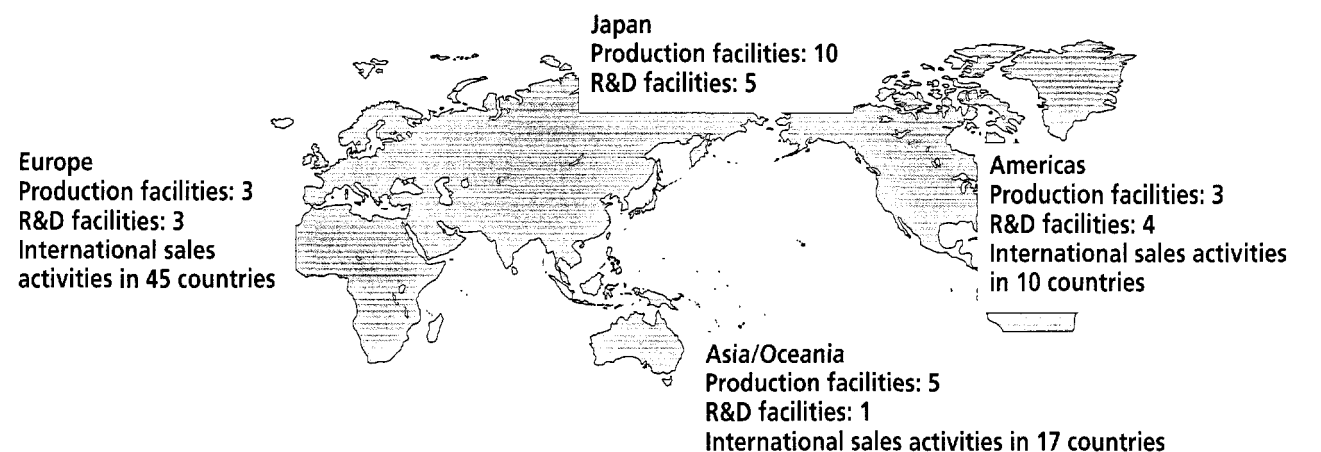 Japan
Production facilities: 10
R&D facilities: 5
Europe
Production facilities: 3
R&D facilities: 3
International sales
activities in 45 countries
Americas
Production facilities: 3
R&D facilities: 4
International sales activities
in 10 countries
Asia/Oceania
Production facilities: 5
R&D facilities: 1
International sales activities in 17 countries